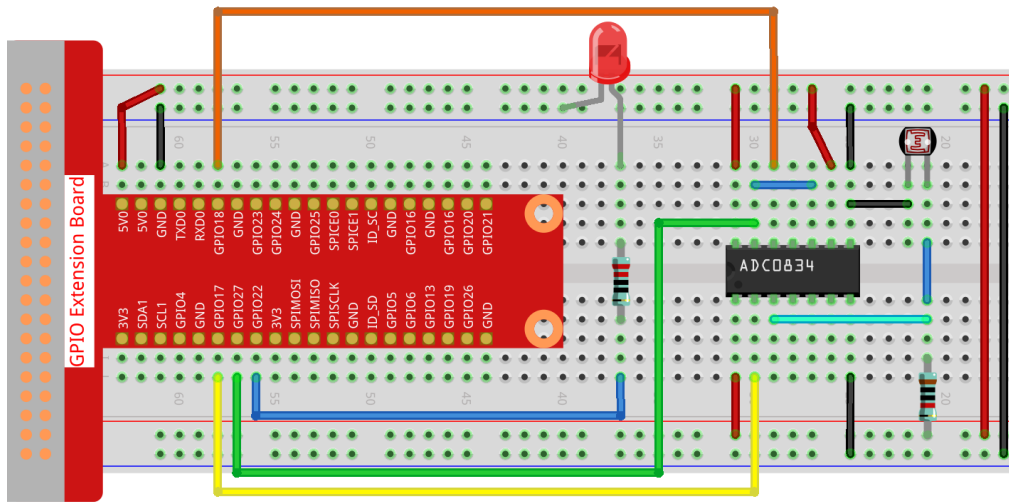 60
55
50
45
40
35
30
25
20
A
B
5V0
5V0
GND
TXD0
RXD0
GPIO18
GND
GPIO23
GPIO24
GND
GPIO25
SPICE0
SPICE1
ID_SC
GND
GPIO16
GND
GPIO16
GPIO20
GPIO21
GPIO Extension Board
ADC0834
3V3
SDA1
SCL1
GPIO4
GND
GPIO17
GPIO27
GPIO22
3V3
SPIMOSI
SPIMISO
SPISCLK
GND
ID_SD
GPIO5
GPIO6
GPIO13
GPIO19
GPIO26
GND
60
55
50
45
40
35
30
20